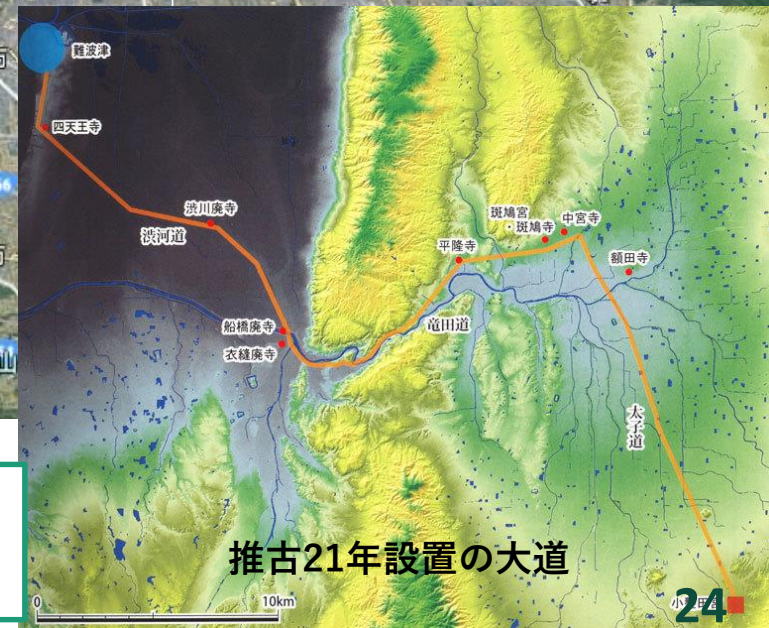 難波津
四天王寺
渋川廃寺
渋河道
斑鳩宮
・斑鳩寺
中宮寺
平隆寺
額田寺
船橋廃寺
衣縫廃寺
竜田道
太子道
推古21年設置の大道
0
10km
24